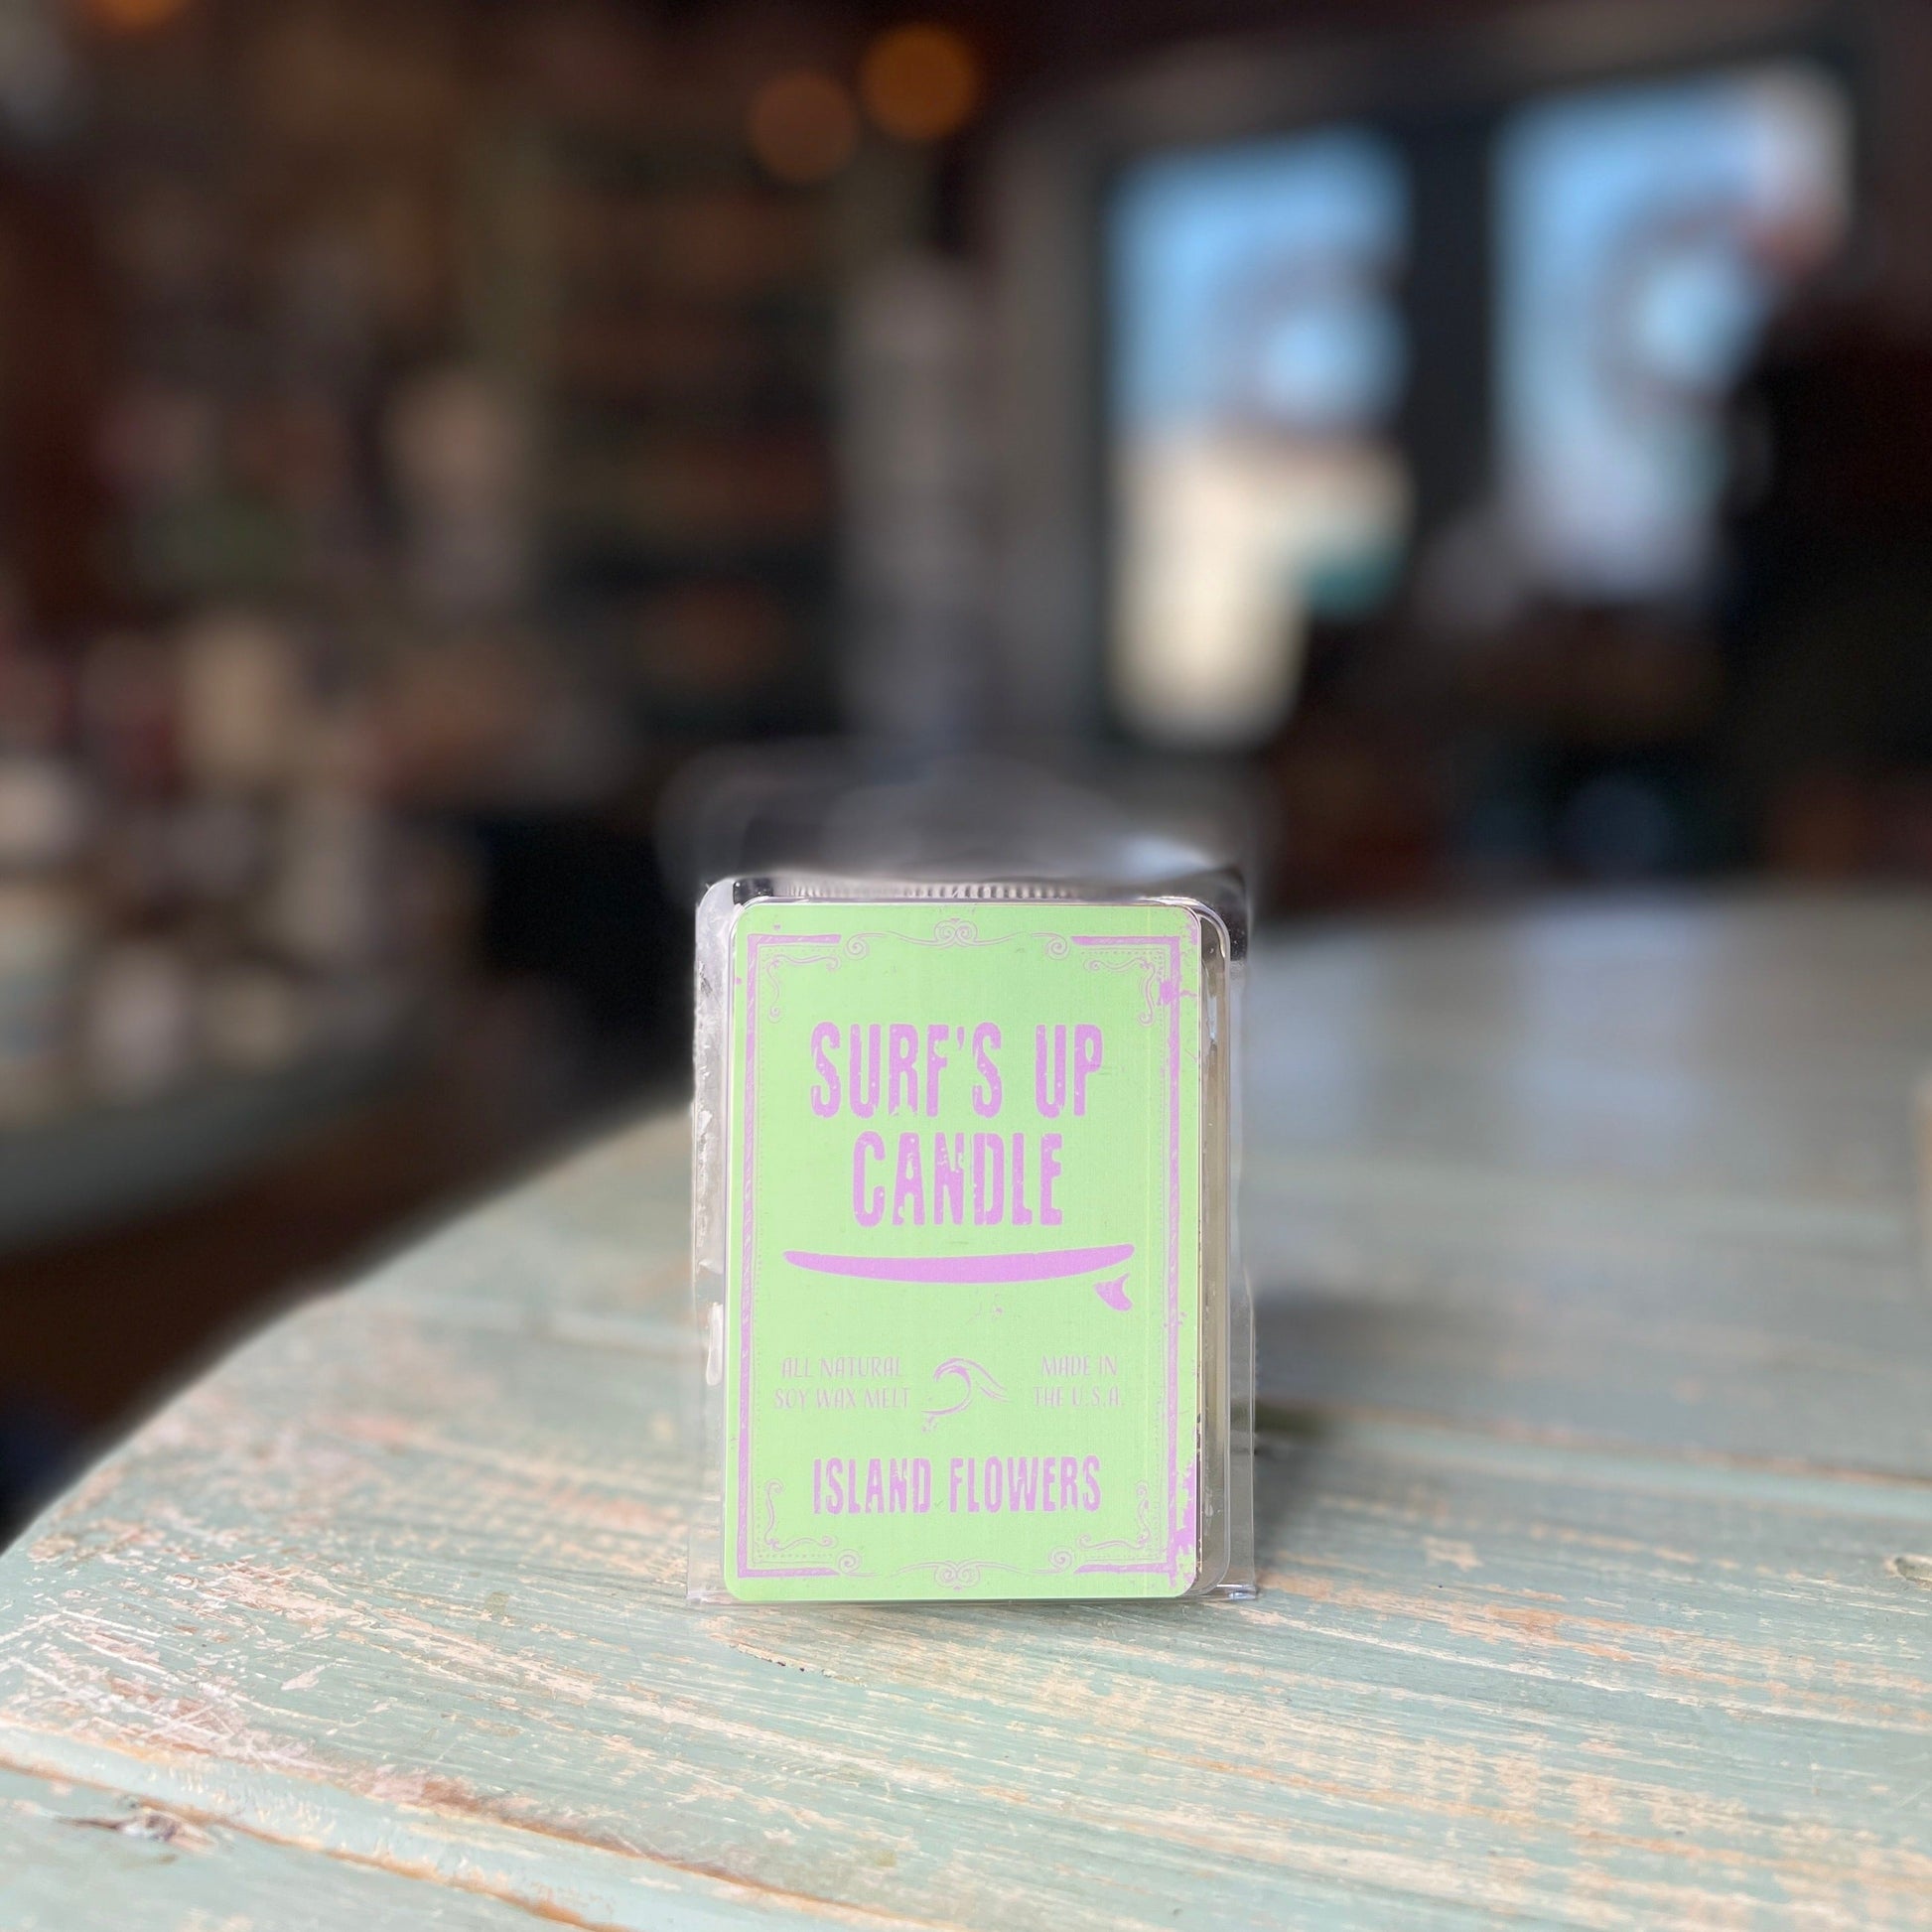 SURF'S UP
CANDLE
ALL NATURAL
SOY WAX MELT
MADE IN
THE U.S.A.
ISLAND FLOWERS